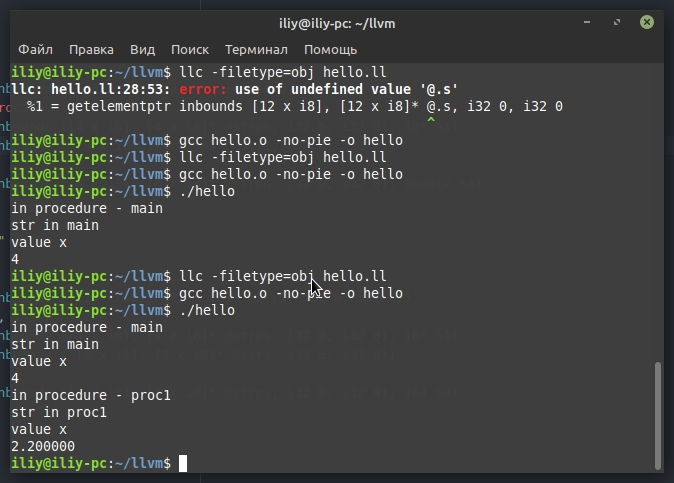 iliy@iliy-pc:~/llvm
Файл Правка Вид Поиск Терминал Помощь
iliy@iliy-pc:~/llvm$ llc -filetype=obj hello.ll
llc: hello.ll:28:53: error: use of undefined value '@.s'
  %1 = getelementptr inbounds [12 x i8], [12 x i8]* @.s, i32 0, i32 0
^
iliy@iliy-pc:~/llvm$ gcc hello.o -no-pie -o hello
iliy@iliy-pc:~/llvm$ llc -filetype=obj hello.ll
iliy@iliy-pc:~/llvm$ gcc hello.o -no-pie -o hello
iliy@iliy-pc:~/llvm$ ./hello
in procedure - main
str in main
value x
4
iliy@iliy-pc:~/llvm$ llc -filetype=obj hello.ll
iliy@iliy-pc:~/llvm$ gcc hello.o -no-pie -o hello
iliy@iliy-pc:~/llvm$ ./hello
in procedure - main
str in main
value x
4
in procedure - proc1
str in proc1
value x
2.200000
iliy@iliy-pc:~/llvm$